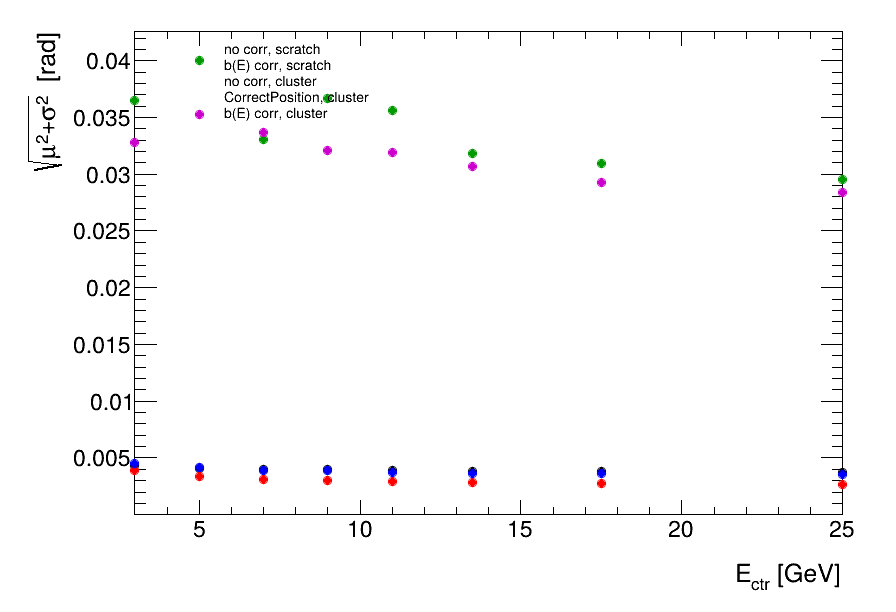 √μ²+σ² [rad]
no corr, scratch
b(E) corr, scratch
no corr, cluster
CorrectPosition, cluster
b(E) corr, cluster
0.04
0.035
0.03
0.025
0.02
0.015
0.01
0.005
5 10 15 20 25
E_ctr [GeV]